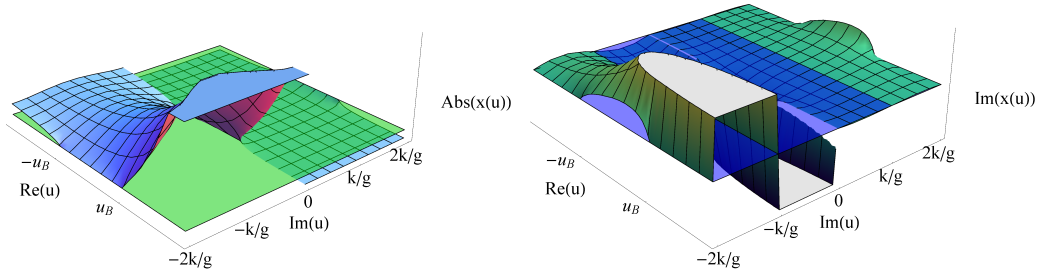 Abs(x(u))
−u_B
Re(u)
u_B
−2k/g
−k/g
Im(u)
0
k/g
2k/g
Im(x(u))
−u_B
Re(u)
u_B
−2k/g
−k/g
Im(u)
0
k/g
2k/g